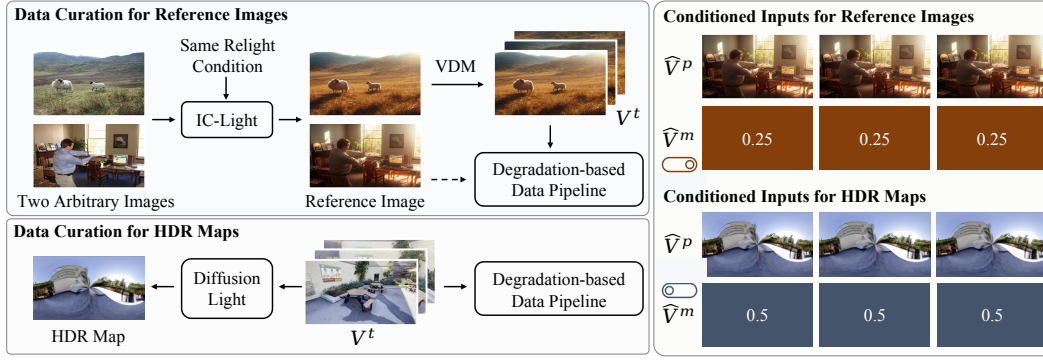 Data Curation for Reference Images
Same Relight
Condition
IC-Light
VDM
V^t
Degradation-based
Data Pipeline
Two Arbitrary Images
Reference Image
Data Curation for HDR Maps
Diffusion
Light
HDR Map
V^t
Degradation-based
Data Pipeline
Conditioned Inputs for Reference Images
V̂^p
V̂^m
0.25 0.25 0.25
Conditioned Inputs for HDR Maps
V̂^p
V̂^m
0.5 0.5 0.5